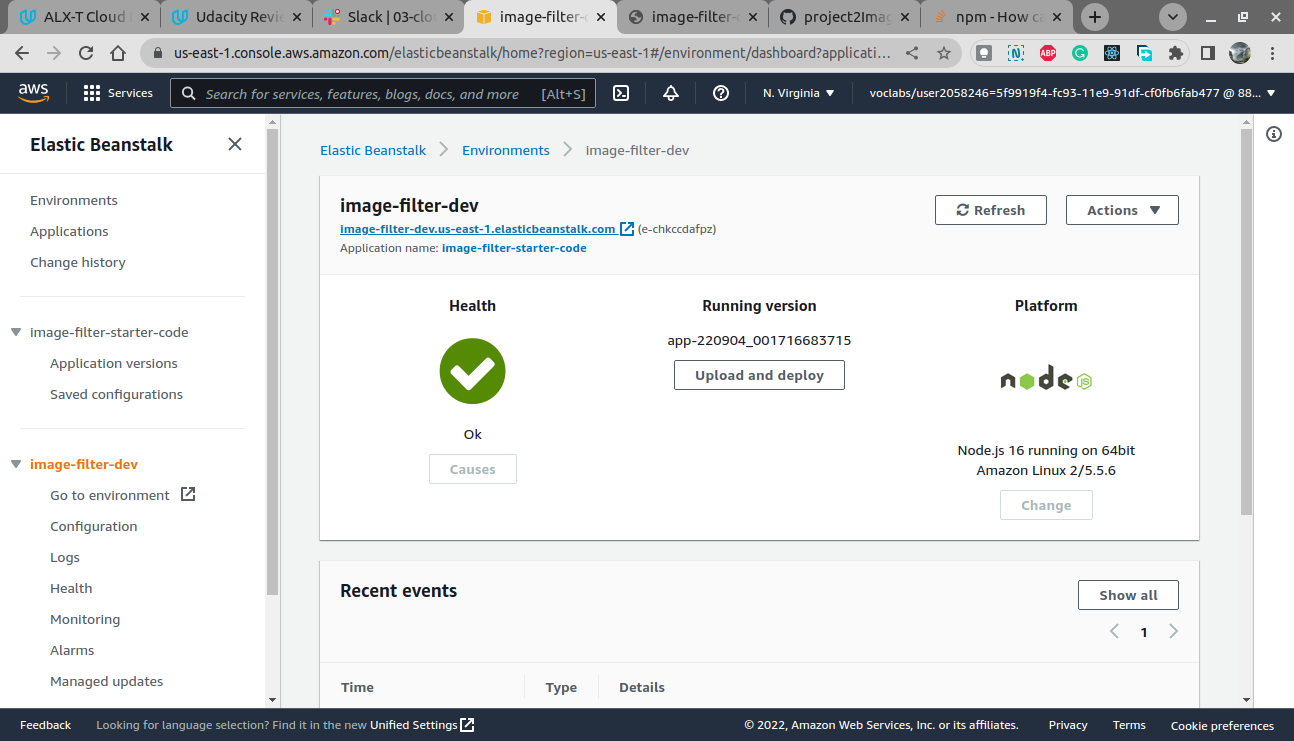 ALX-T Cloud
Udacity Revie
Slack | 03-clo
image-filter-
image-filter-
project2Imag
npm - How ca
us-east-1.console.aws.amazon.com/elasticbeanstalk/home?region=us-east-1#/environment/dashboard?applicati...
ABP
aws
Services
Search for services, features, blogs, docs, and more
[Alt+S]
N. Virginia
voclabs/user2058246=5f9919f4-fc93-11e9-91df-cf0fb6fab477 @ 88...
Elastic Beanstalk
Environments
Applications
Change history
image-filter-starter-code
Application versions
Saved configurations
image-filter-dev
Go to environment
Configuration
Logs
Health
Monitoring
Alarms
Managed updates
Elastic Beanstalk
Environments
image-filter-dev
image-filter-dev
image-filter-dev.us-east-1.elasticbeanstalk.com (e-chkccdafpz)
Application name: image-filter-starter-code
Refresh
Actions
Health
Ok
Causes
Running version
app-220904_001716683715
Upload and deploy
Platform
node JS
Node.js 16 running on 64bit
Amazon Linux 2/5.5.6
Change
Recent events
Show all
1
Time
Type
Details
Feedback
Looking for language selection? Find it in the new Unified Settings
© 2022, Amazon Web Services, Inc. or its affiliates.
Privacy
Terms
Cookie preferences